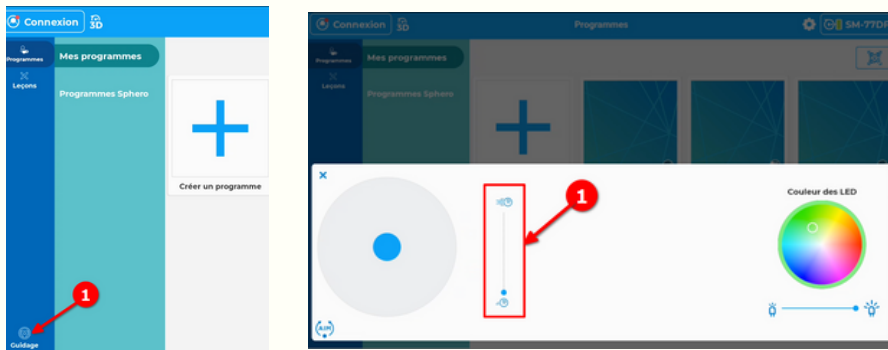 Connexion
3D
Programmes
Mes programmes
Leçons
Programmes Sphero
Créer un programme
1
Guidage
Connexion
3D
Programmes
SM-77DF
Programmes
Mes programmes
Leçons
Programmes Sphero
1
Couleur des LED
AIM